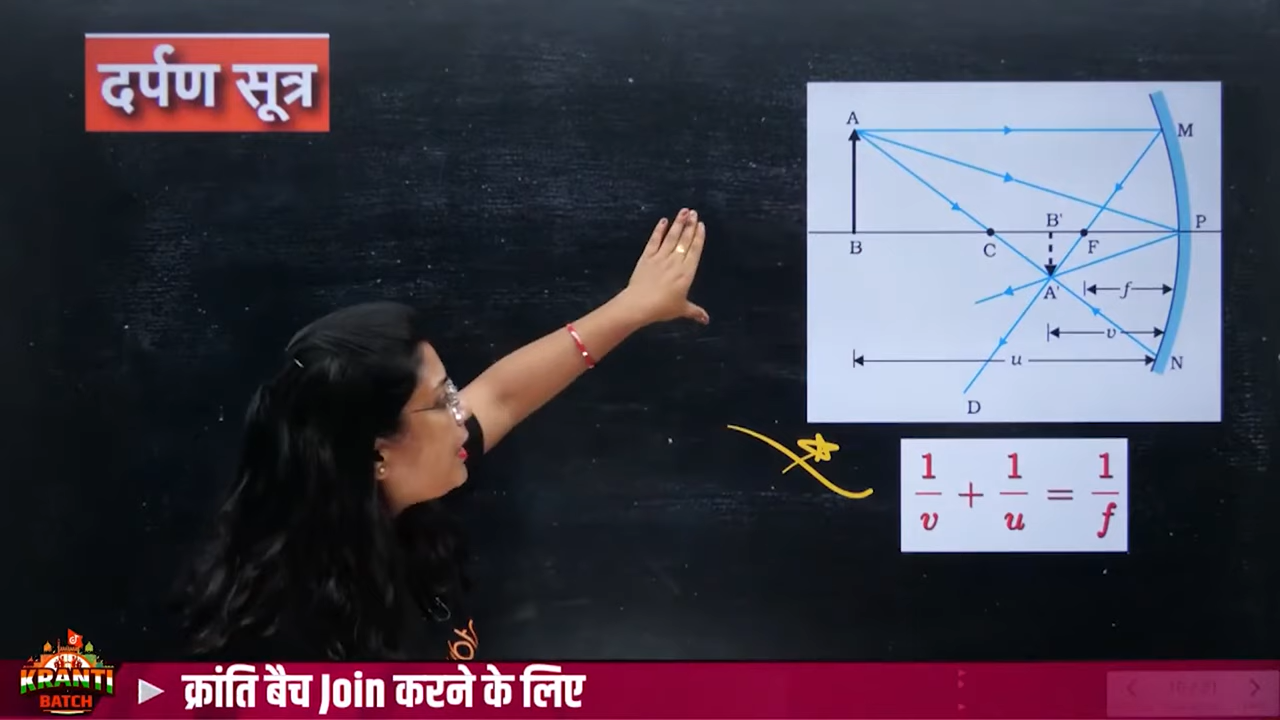 दर्पण सूत्र
A
M
B'
P
B
C
F
A'
f
v
u
N
D
1/v + 1/u = 1/f
KRANTI
BATCH
क्रांति बैच Join करने के लिए